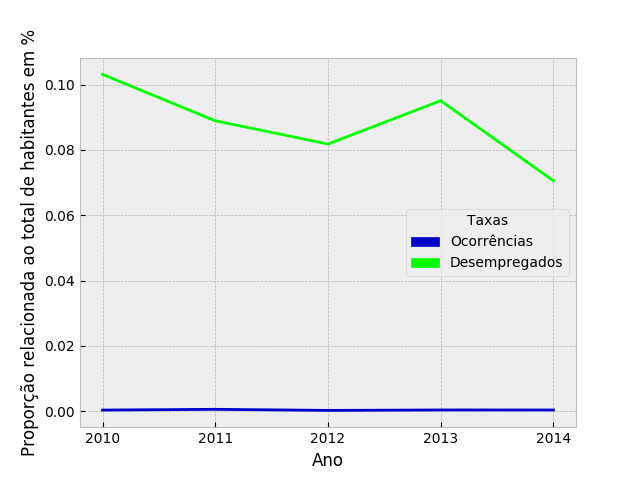 Proporção relacionada ao total de habitantes em %
0.10
0.08
0.06
0.04
0.02
0.00
Taxas
Ocorrências
Desempregados
2010 2011 2012 2013 2014
Ano